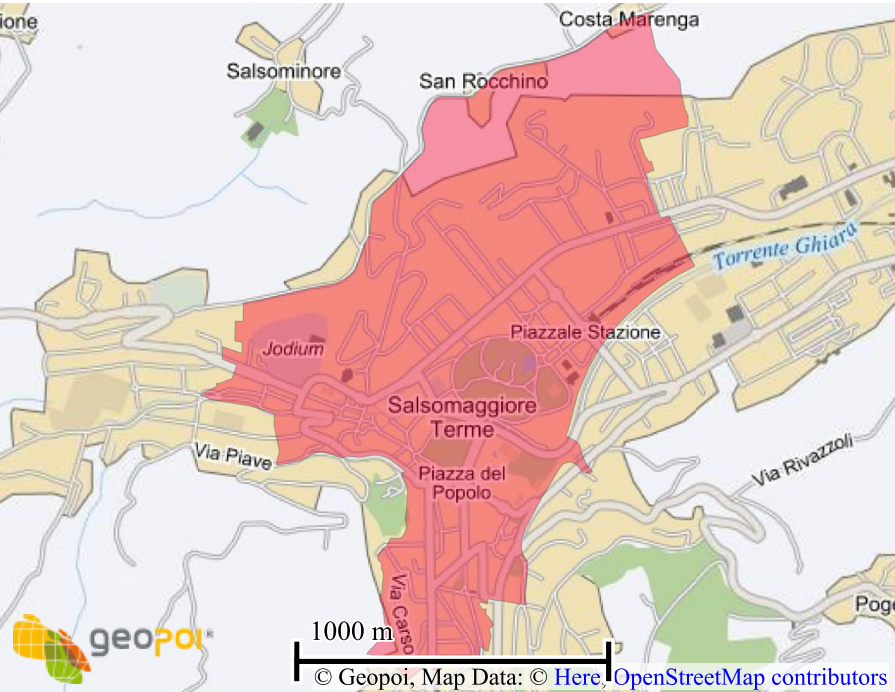 ione
Costa Marenga
Salsominore
San Rocchino
Torrente Ghiara
Piazzale Stazione
Jodium
Salsomaggiore
Terme
Via Piave
Piazza del
Popolo
Via Rivazzoli
Via Carso
Pogg
geopoi®
1000 m
© Geopoi, Map Data: © Here, OpenStreetMap contributors